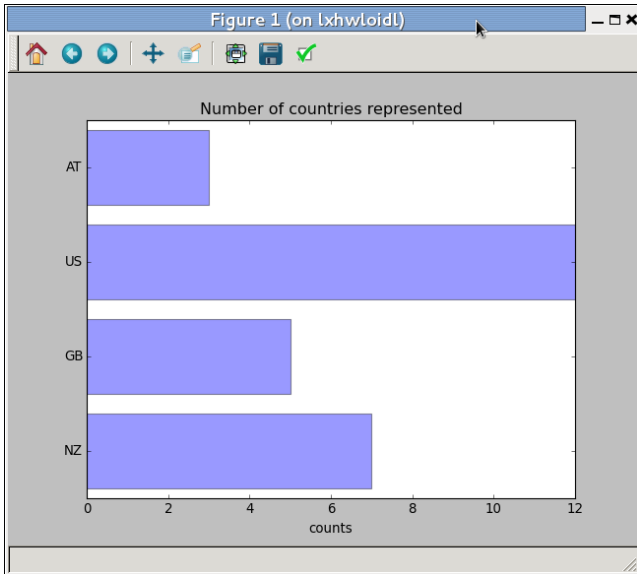 Figure 1 (on lxhwloidl)
Number of countries represented
AT
US
GB
NZ
0 2 4 6 8 10 12
counts